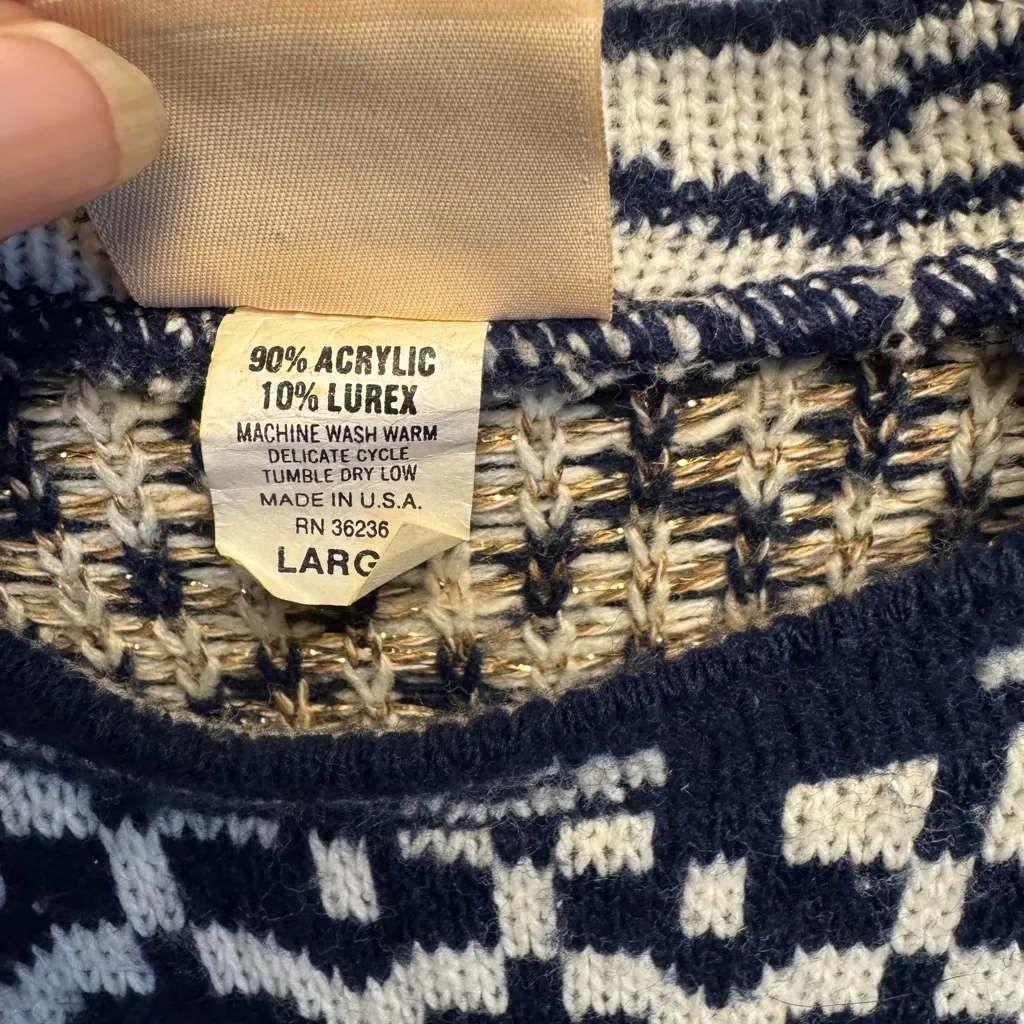 90% ACRYLIC
10% LUREX
MACHINE WASH WARM
DELICATE CYCLE
TUMBLE DRY LOW
MADE IN U.S.A.
RN 36236
LARG